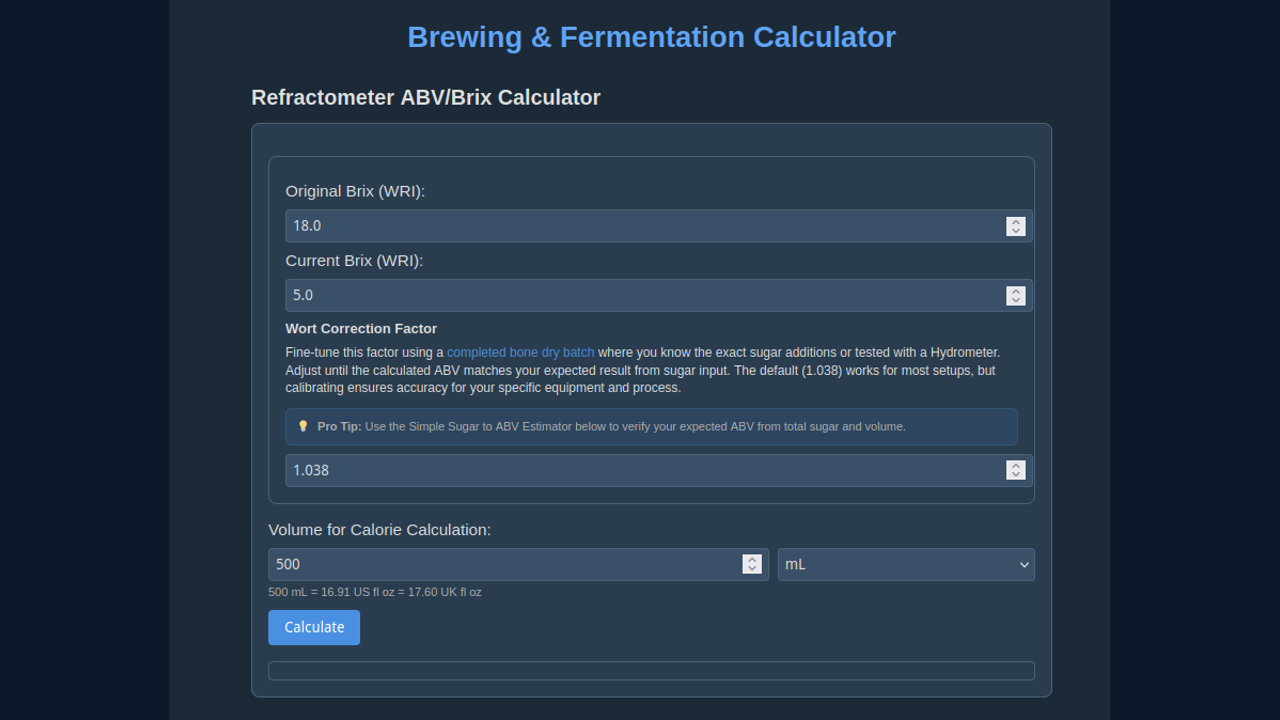 Brewing & Fermentation Calculator
Refractometer ABV/Brix Calculator
Original Brix (WRI):
18.0
Current Brix (WRI):
5.0
Wort Correction Factor
Fine-tune this factor using a completed bone dry batch where you know the exact sugar additions or tested with a Hydrometer.
Adjust until the calculated ABV matches your expected result from sugar input. The default (1.038) works for most setups, but
calibrating ensures accuracy for your specific equipment and process.
💡 Pro Tip: Use the Simple Sugar to ABV Estimator below to verify your expected ABV from total sugar and volume.
1.038
Volume for Calorie Calculation:
500 mL
500 mL = 16.91 US fl oz = 17.60 UK fl oz
Calculate